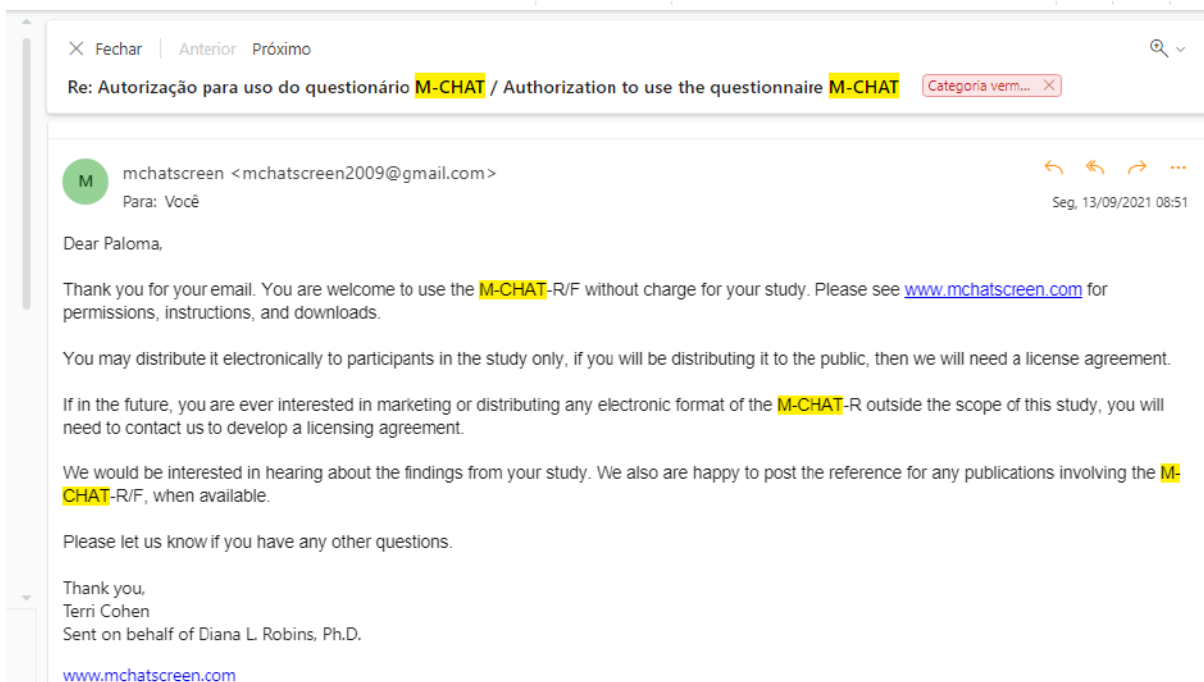 Fechar Anterior Próximo
Re: Autorização para uso do questionário M-CHAT / Authorization to use the questionnaire M-CHAT Categoria verm...
M mchatscreen <mchatscreen2009@gmail.com>
Para: Você Seg, 13/09/2021 08:51
Dear Paloma,
Thank you for your email. You are welcome to use the M-CHAT-R/F without charge for your study. Please see www.mchatscreen.com for
permissions, instructions, and downloads.
You may distribute it electronically to participants in the study only, if you will be distributing it to the public, then we will need a license agreement.
If in the future, you are ever interested in marketing or distributing any electronic format of the M-CHAT-R outside the scope of this study, you will
need to contact us to develop a licensing agreement.
We would be interested in hearing about the findings from your study. We also are happy to post the reference for any publications involving the M-
CHAT-R/F, when available.
Please let us know if you have any other questions.
Thank you,
Terri Cohen
Sent on behalf of Diana L. Robins, Ph.D.
www.mchatscreen.com